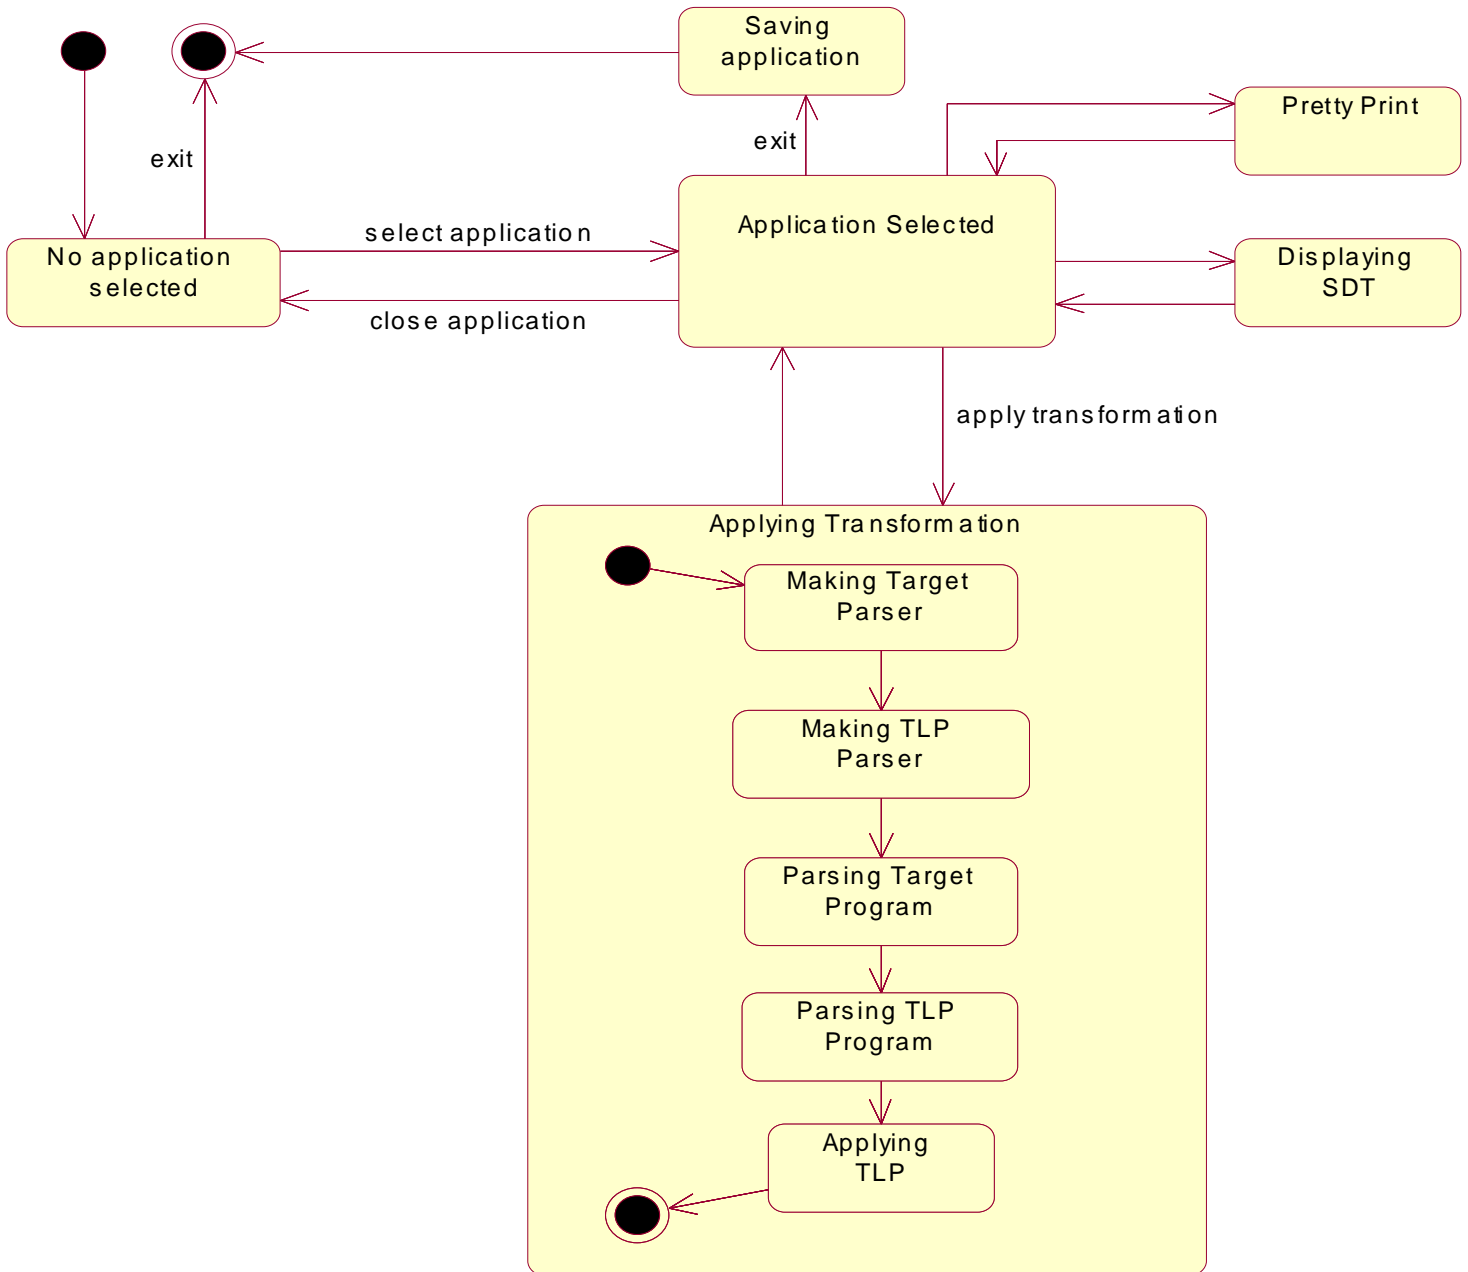 Saving
application
Pretty Print
exit
exit
Application Selected
select application
No application
selected
Displaying
SDT
close application
apply transformation
Applying Transformation
Making Target
Parser
Making TLP
Parser
Parsing Target
Program
Parsing TLP
Program
Applying
TLP